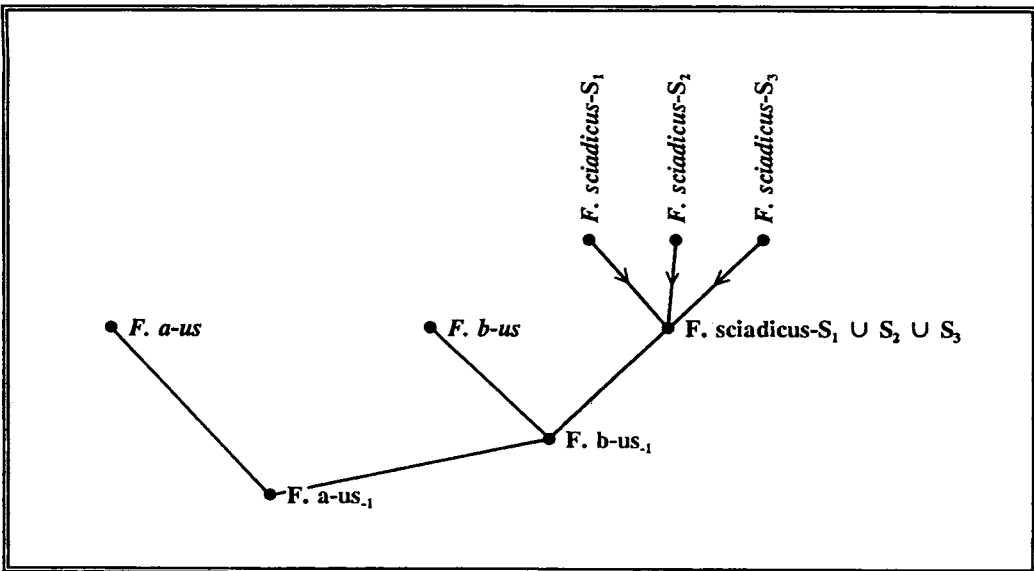 F. sciadicus-S₁
F. sciadicus-S₂
F. sciadicus-S₃
F. a-us
F. b-us
F. sciadicus-S₁ ∪ S₂ ∪ S₃
F. b-us₋₁
F. a-us₋₁